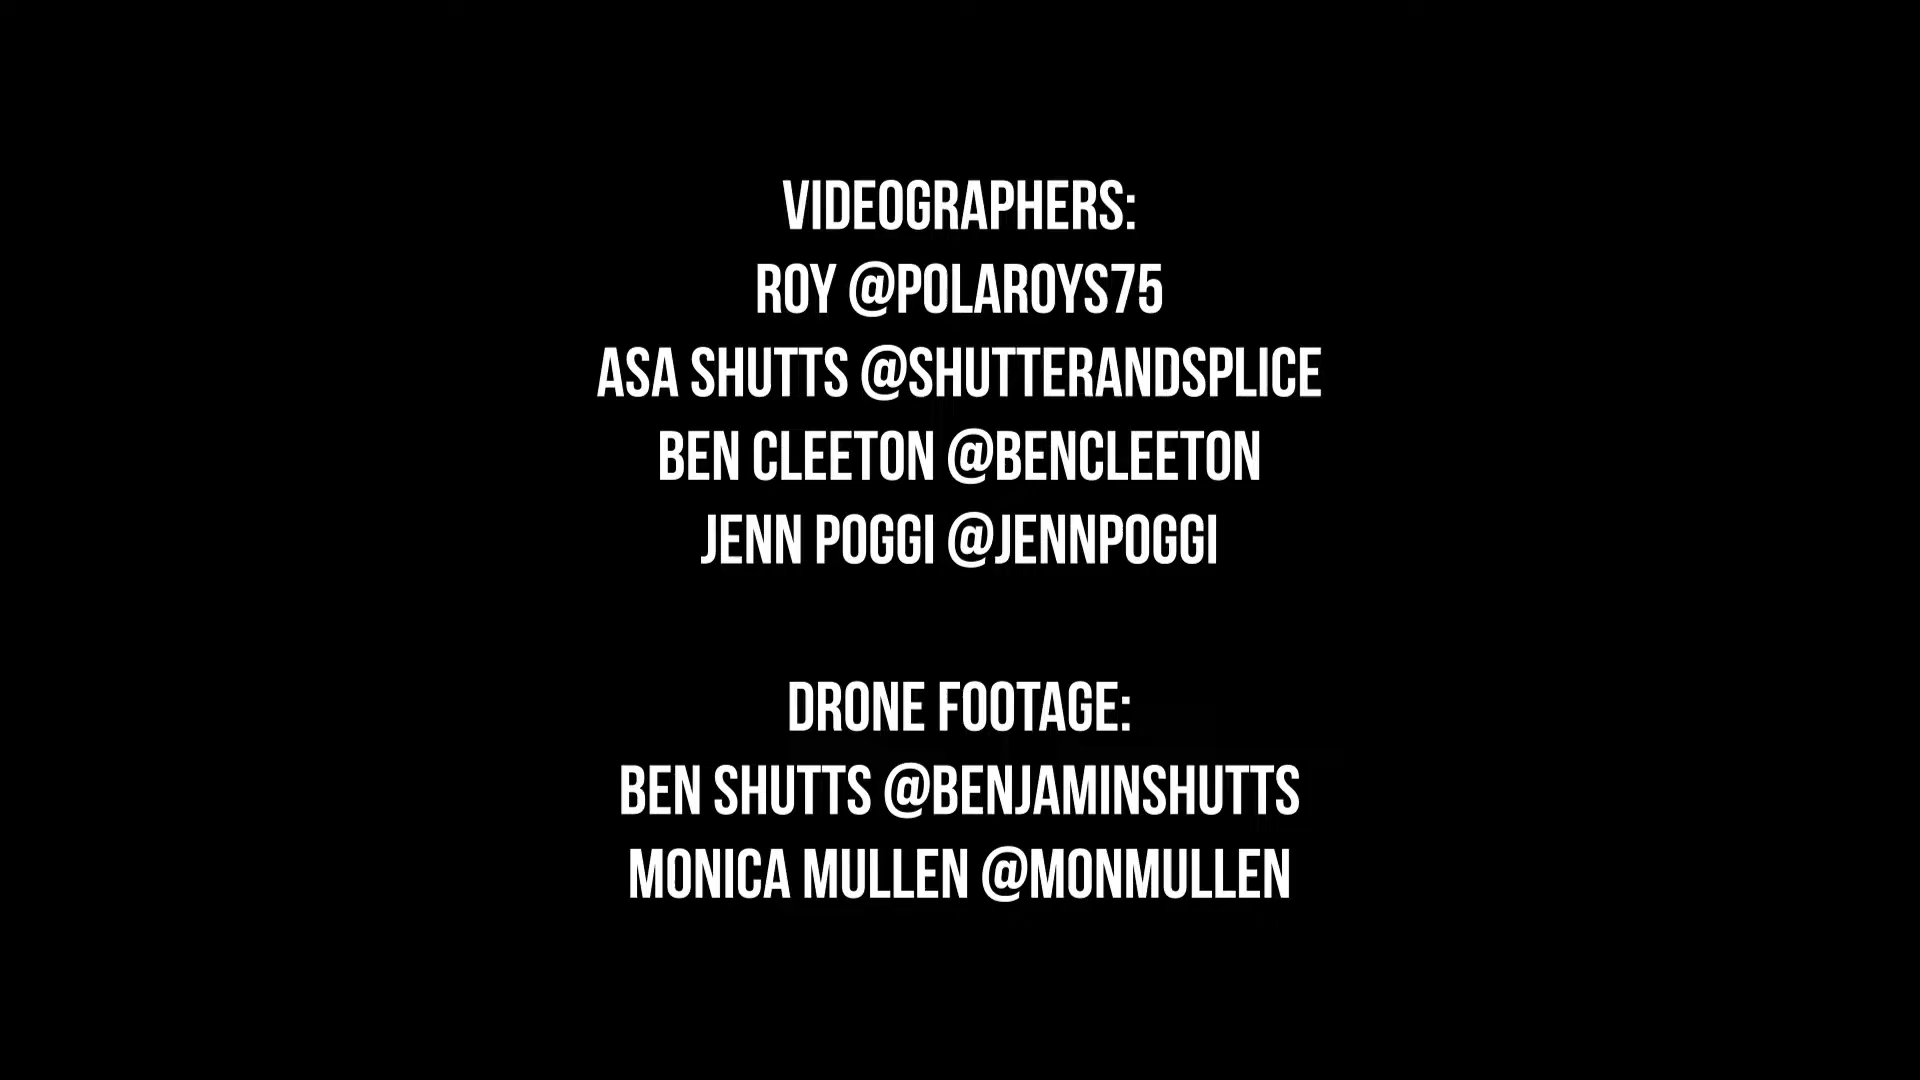 VIDEOGRAPHERS:
ROY @POLAROYS75
ASA SHUTTS @SHUTTERANDSPLICE
BEN CLEETON @BENCLEETON
JENN POGGI @JENNPOGGI
DRONE FOOTAGE:
BEN SHUTTS @BENJAMINSHUTTS
MONICA MULLEN @MONMULLEN